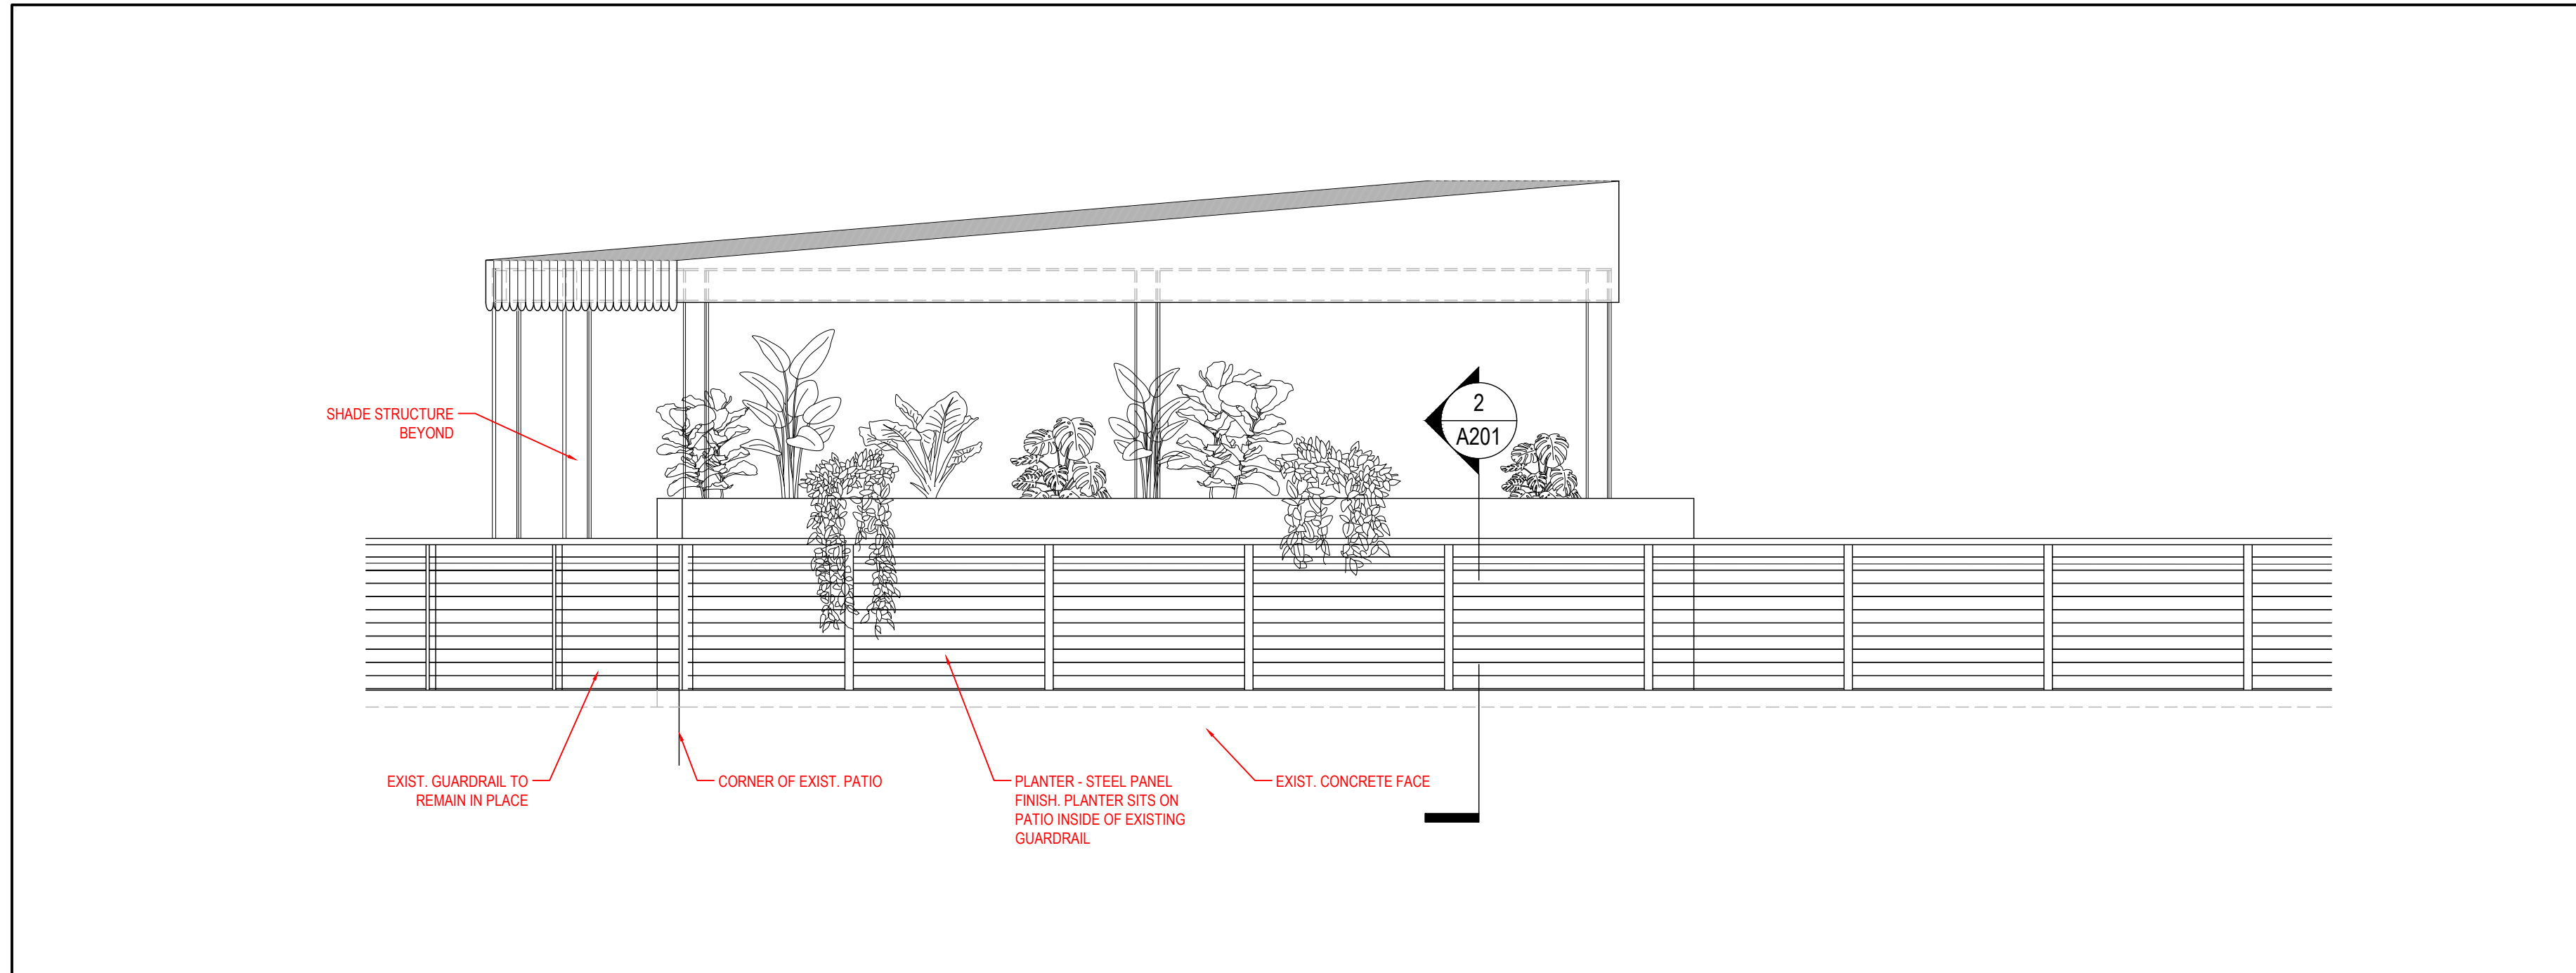 SHADE STRUCTURE
BEYOND
2
A201
EXIST. GUARDRAIL TO
REMAIN IN PLACE
CORNER OF EXIST. PATIO
PLANTER - STEEL PANEL
FINISH. PLANTER SITS ON
PATIO INSIDE OF EXISTING
GUARDRAIL
EXIST. CONCRETE FACE